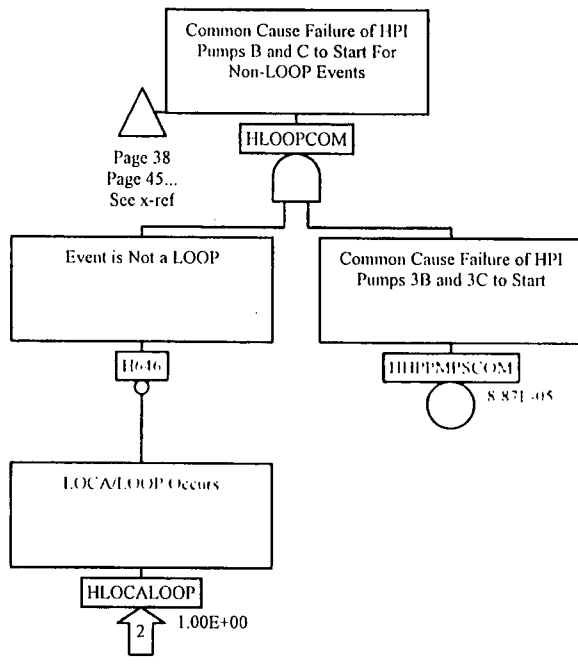 Common Cause Failure of HPI
Pumps B and C to Start For
Non-LOOP Events
HLOOPCOM
Page 38
Page 45...
See x-ref
Event is Not a LOOP
H646
Common Cause Failure of HPI
Pumps 3B and 3C to Start
HHPPMPSCOM
8.87E-05
LOCA/LOOP Occurs
HLOCALOOP
2
1.00E+00